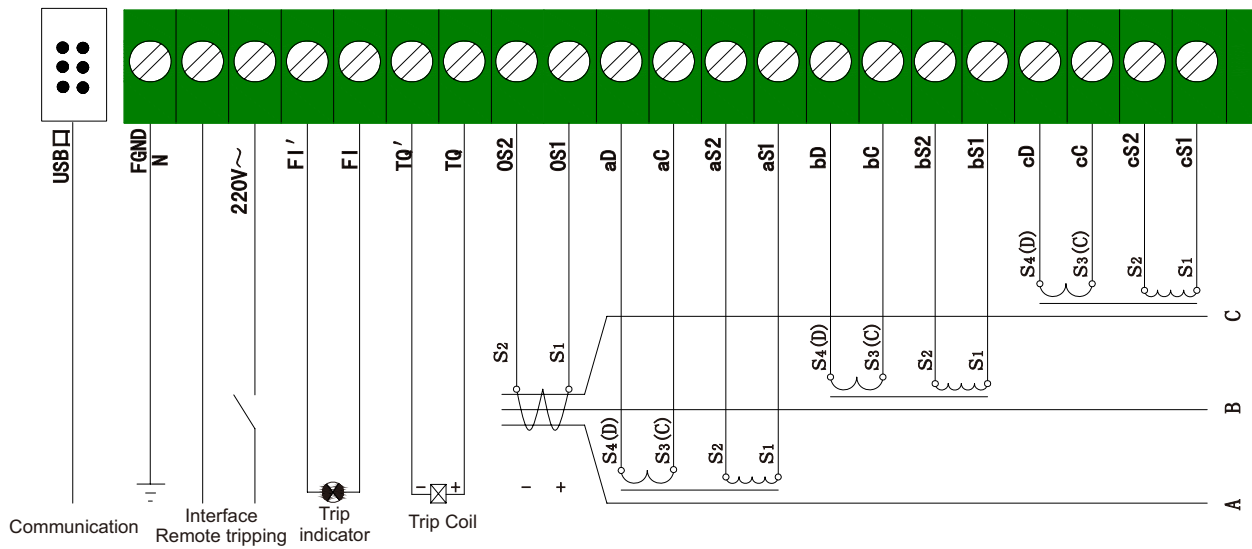 USB口
FGND
N
220V～
FI'
FI
TQ'
TQ
0S2
0S1
aD
aC
aS2
aS1
bD
bC
bS2
bS1
cD
cC
cS2
cS1
S4(D)
S3(C)
S2
S1
C
S2
S1
S4(D)
S3(C)
S2
S1
B
S4(D)
S3(C)
S2
S1
A
- +
- +
Communication
Interface
Remote tripping
Trip
indicator
Trip Coil